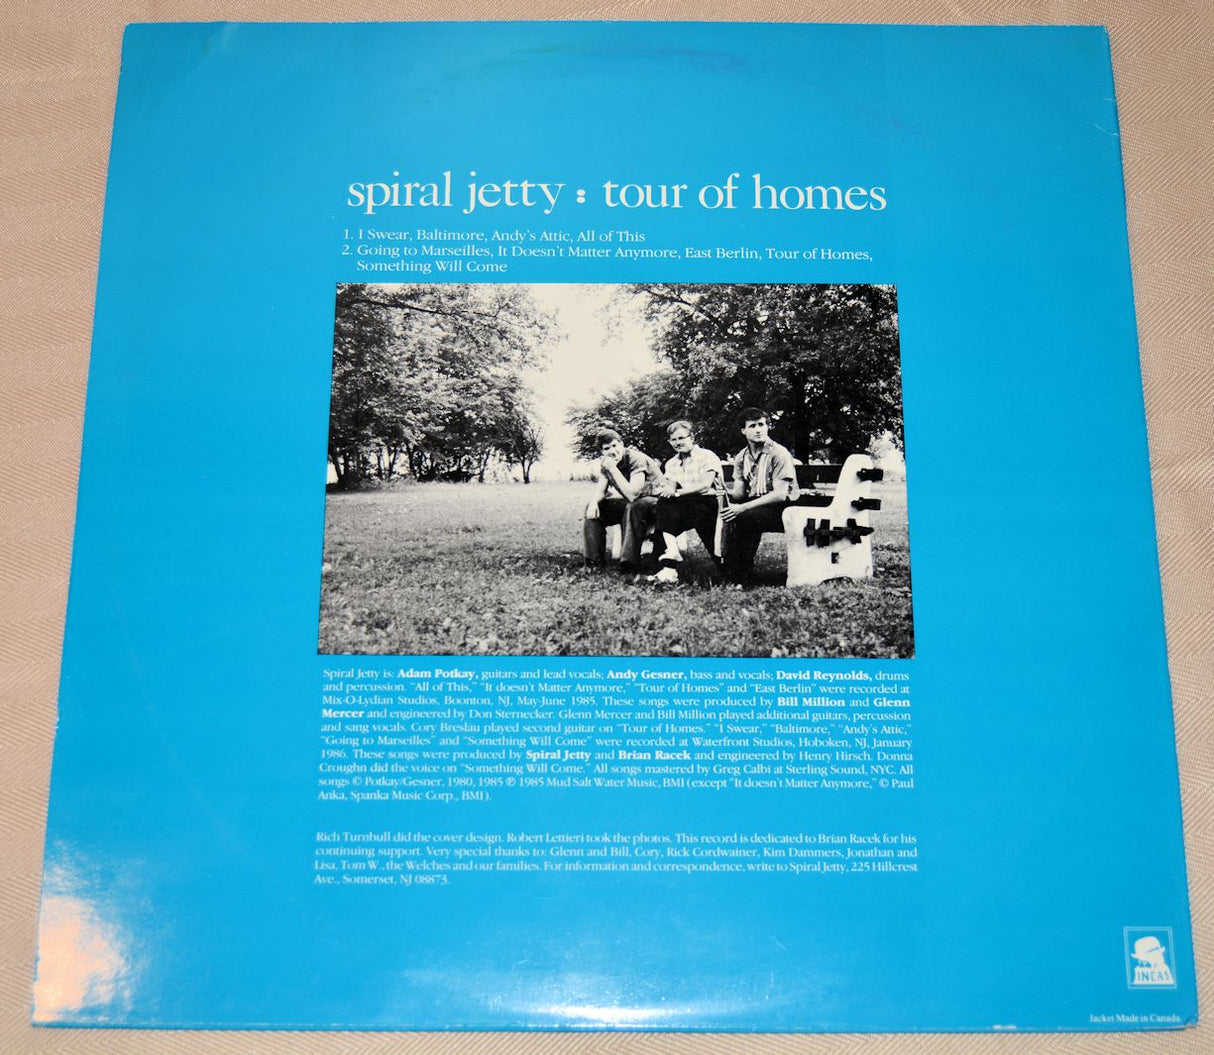 spiral jetty : tour of homes
1. I Swear, Baltimore, Andy's Attic, All of This
2. Going to Marseilles, It Doesn't Matter Anymore, East Berlin, Tour of Homes,
Something Will Come
Spiral Jetty is: Adam Potkay, guitars and lead vocals; Andy Gesner, bass and vocals; David Reynolds, drums
and percussion. "All of This," "It doesn't Matter Anymore," "Tour of Homes" and "East Berlin" were recorded at
Mix-O-Lydian Studios, Boonton, NJ, May-June 1985. These songs were produced by Bill Million and Glenn
Mercer and engineered by Don Sternecker. Glenn Mercer and Bill Million played additional guitars, percussion
and sang vocals. Cory Breslau played second guitar on "Tour of Homes." "I Swear," "Baltimore," "Andy's Attic,"
"Going to Marseilles" and "Something Will Come" were recorded at Waterfront Studios, Hoboken, NJ, January
1986. These songs were produced by Spiral Jetty and Brian Racek and engineered by Henry Hirsch. Donna
Croughn did the voice on "Something Will Come." All songs mastered by Greg Calbi at Sterling Sound, NYC. All
songs © Potkay/Gesner, 1980, 1985 ℗ 1985 Mud Salt Water Music, BMI (except "It doesn't Matter Anymore," © Paul
Anka, Spanka Music Corp., BMI).
Rich Turnbull did the cover design. Robert Lettieri took the photos. This record is dedicated to Brian Racek for his
continuing support. Very special thanks to: Glenn and Bill, Cory, Rick Cordwainer, Kim Dammers, Jonathan and
Lisa, Tom W., the Welches and our families. For information and correspondence, write to Spiral Jetty, 225 Hillcrest
Ave., Somerset, NJ 08873.
INCAS
Jacket Made in Canada